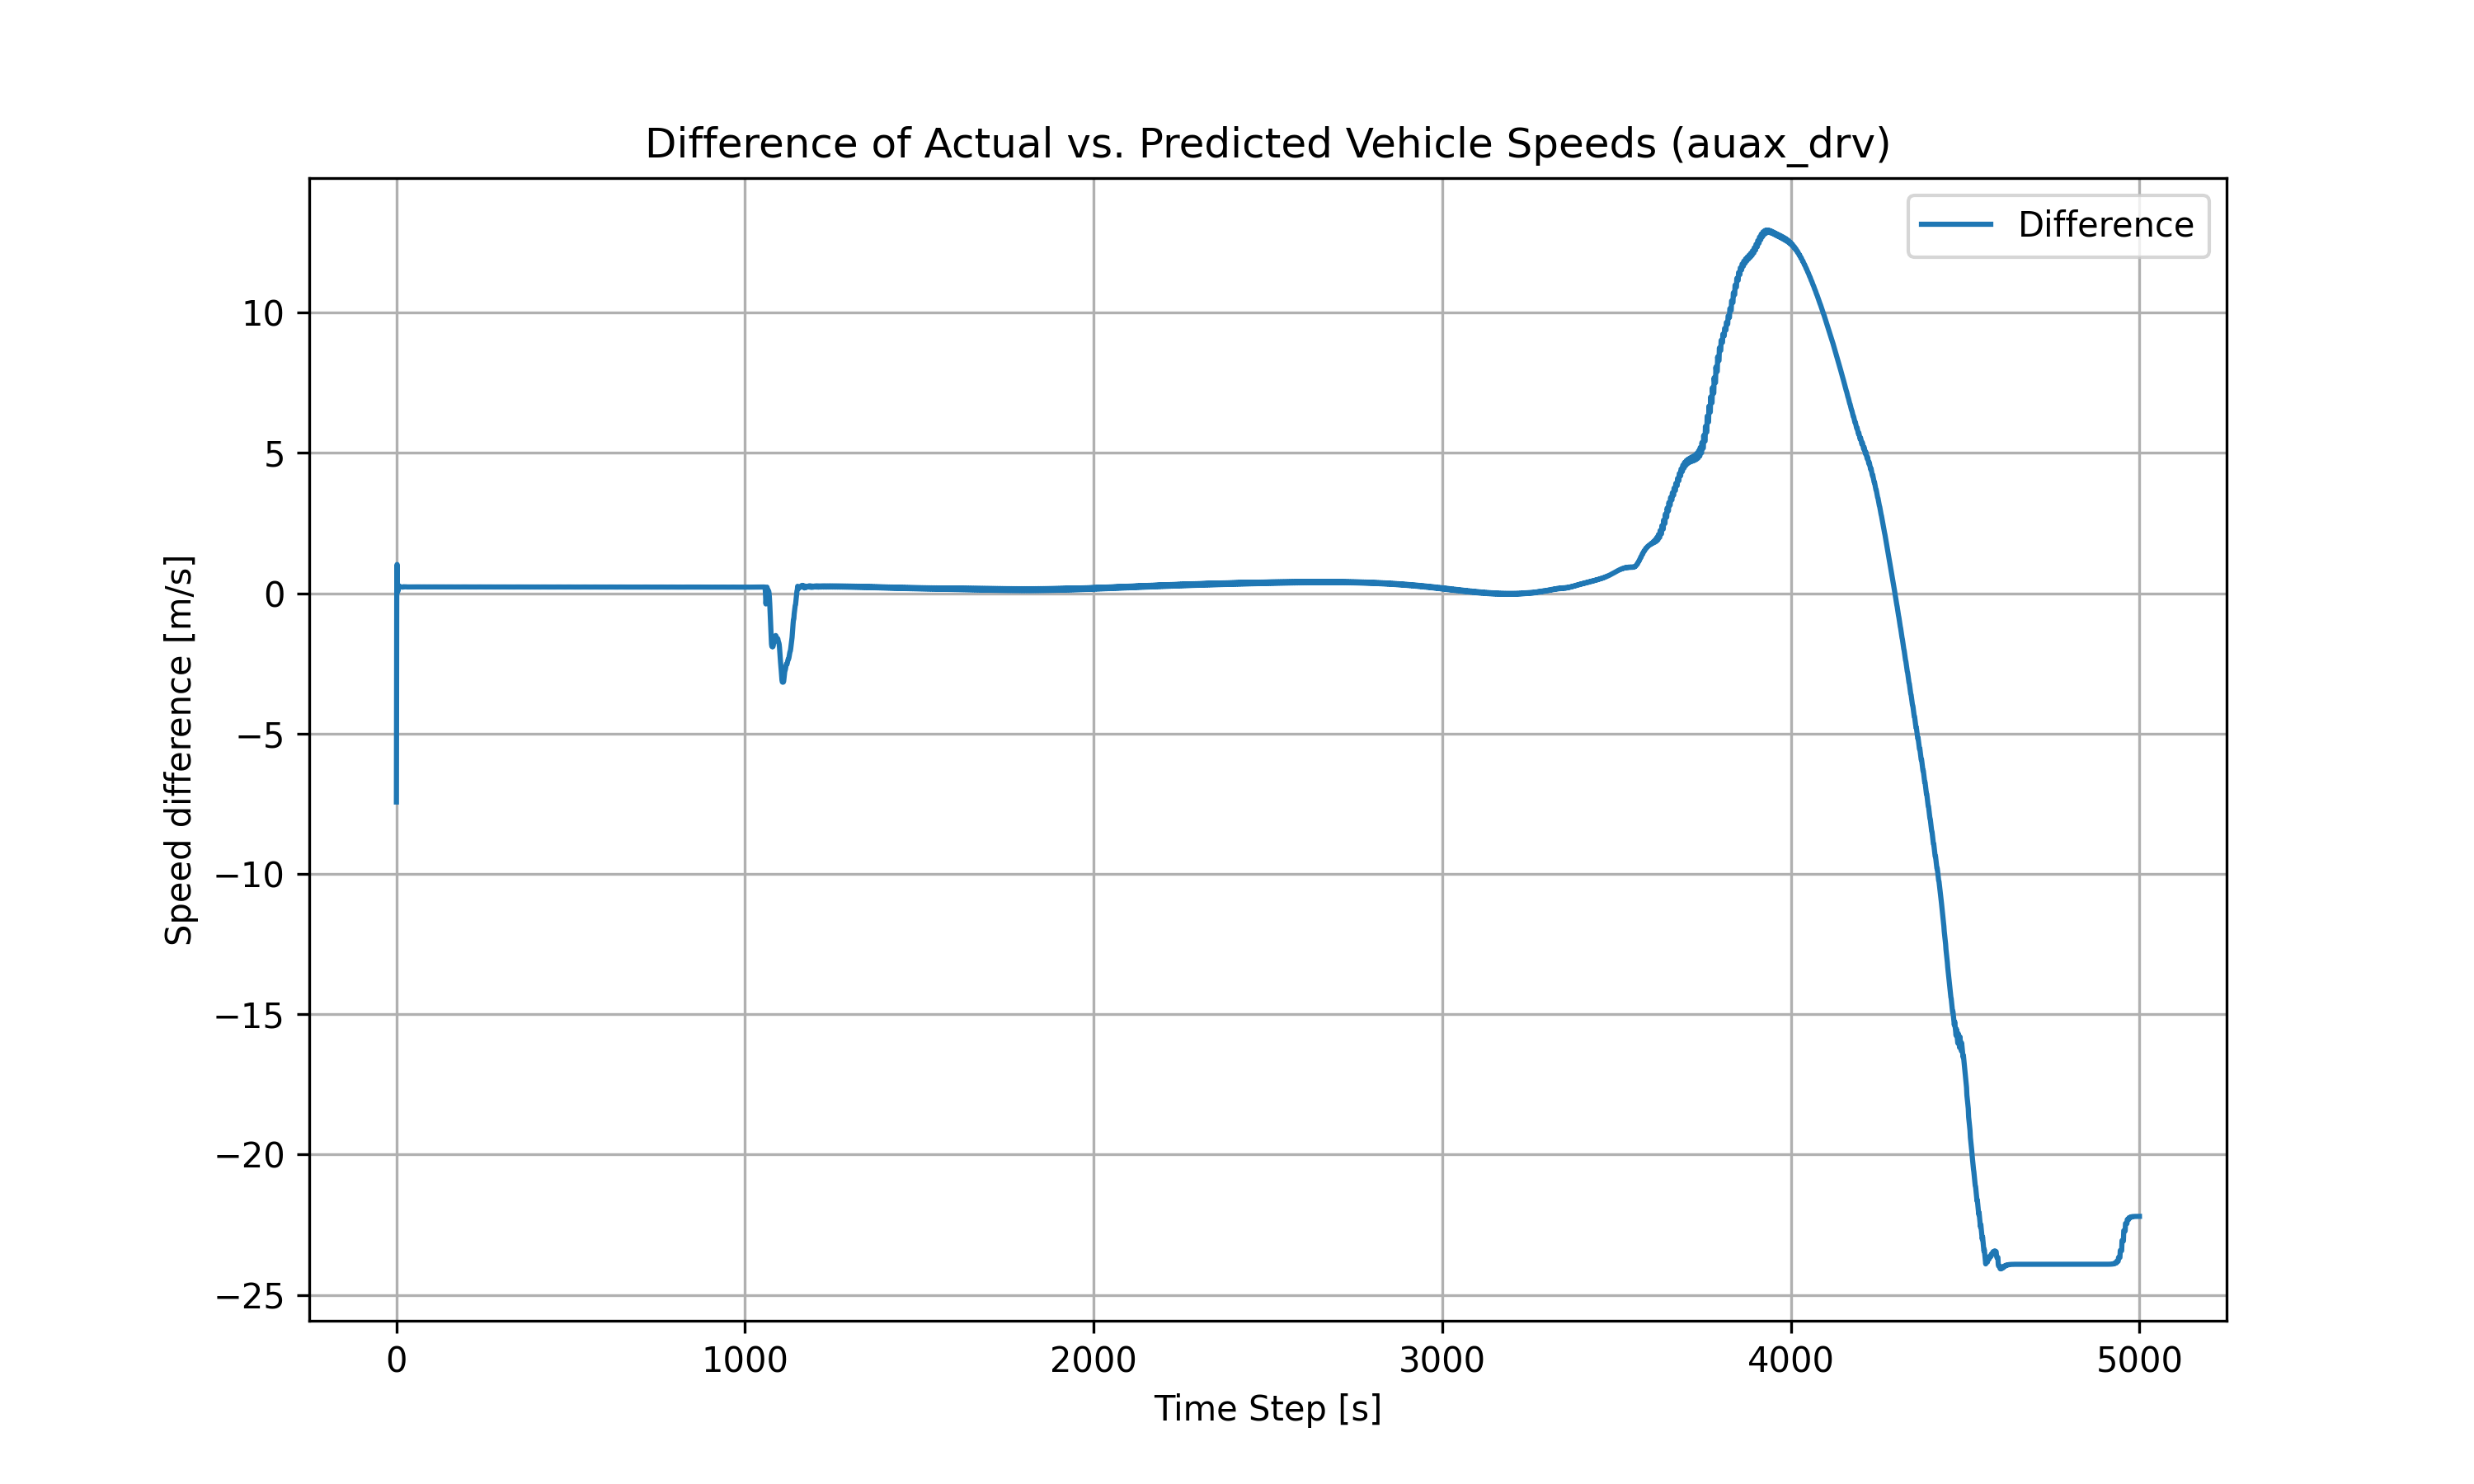 Difference of Actual vs. Predicted Vehicle Speeds (auax_drv)
Difference
10
5
0
−5
−10
−15
−20
−25
Speed difference [m/s]
0 1000 2000 3000 4000 5000
Time Step [s]